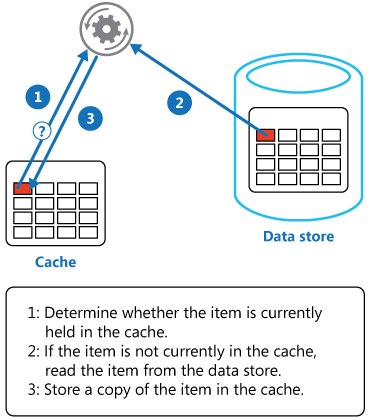 1
3
2
?
Cache
Data store
1: Determine whether the item is currently
held in the cache.
2: If the item is not currently in the cache,
read the item from the data store.
3: Store a copy of the item in the cache.